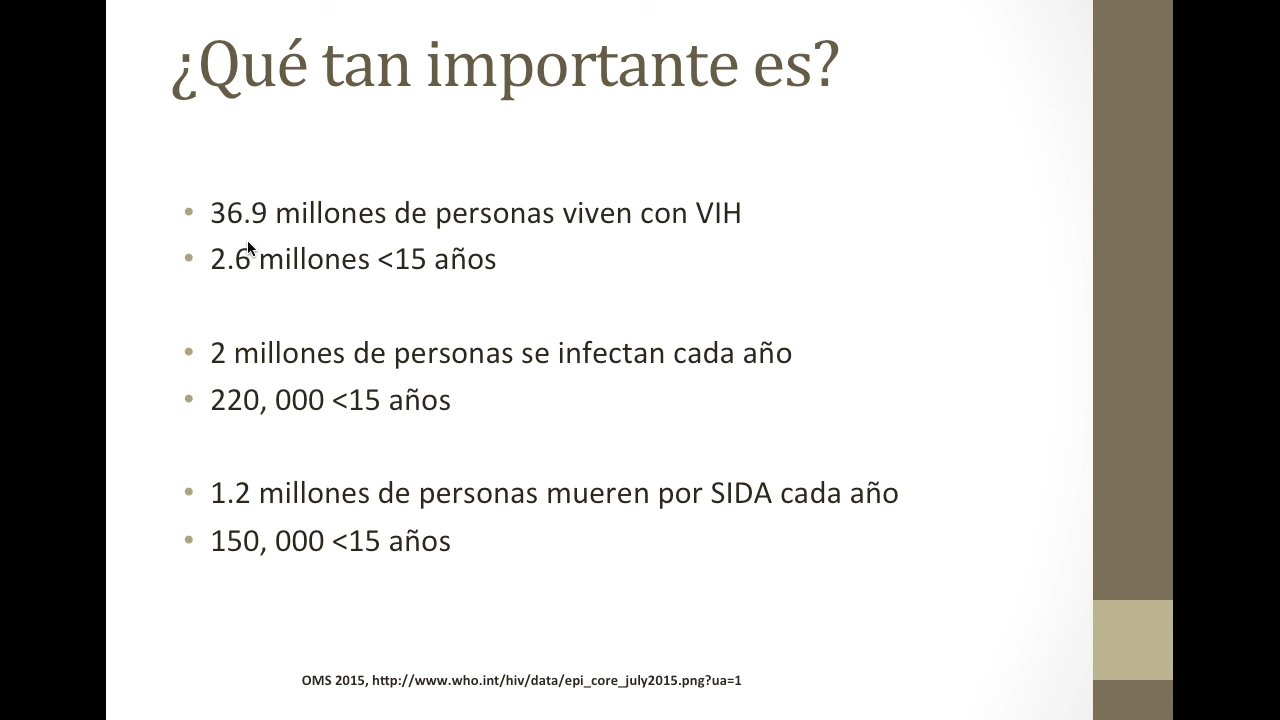 ¿Qué tan importante es?
• 36.9 millones de personas viven con VIH
• 2.6 millones <15 años
• 2 millones de personas se infectan cada año
• 220, 000 <15 años
• 1.2 millones de personas mueren por SIDA cada año
• 150, 000 <15 años
OMS 2015, http://www.who.int/hiv/data/epi_core_july2015.png?ua=1